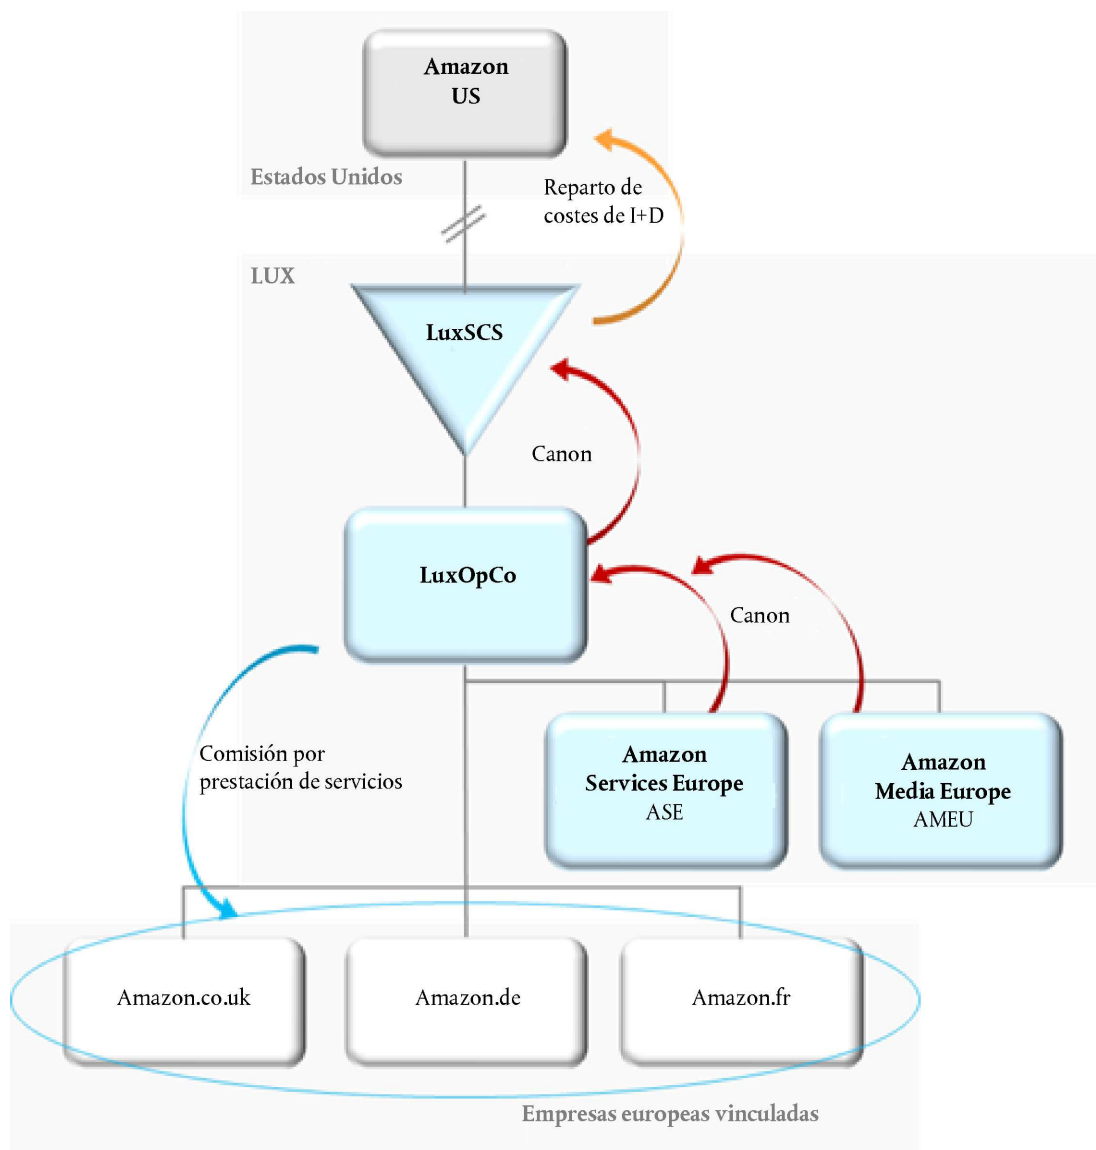 Amazon
US
Estados Unidos
Reparto de
costes de I+D
LUX
LuxSCS
Canon
LuxOpCo
Canon
Comisión por
prestación de servicios
Amazon
Services Europe
ASE
Amazon
Media Europe
AMEU
Amazon.co.uk
Amazon.de
Amazon.fr
Empresas europeas vinculadas